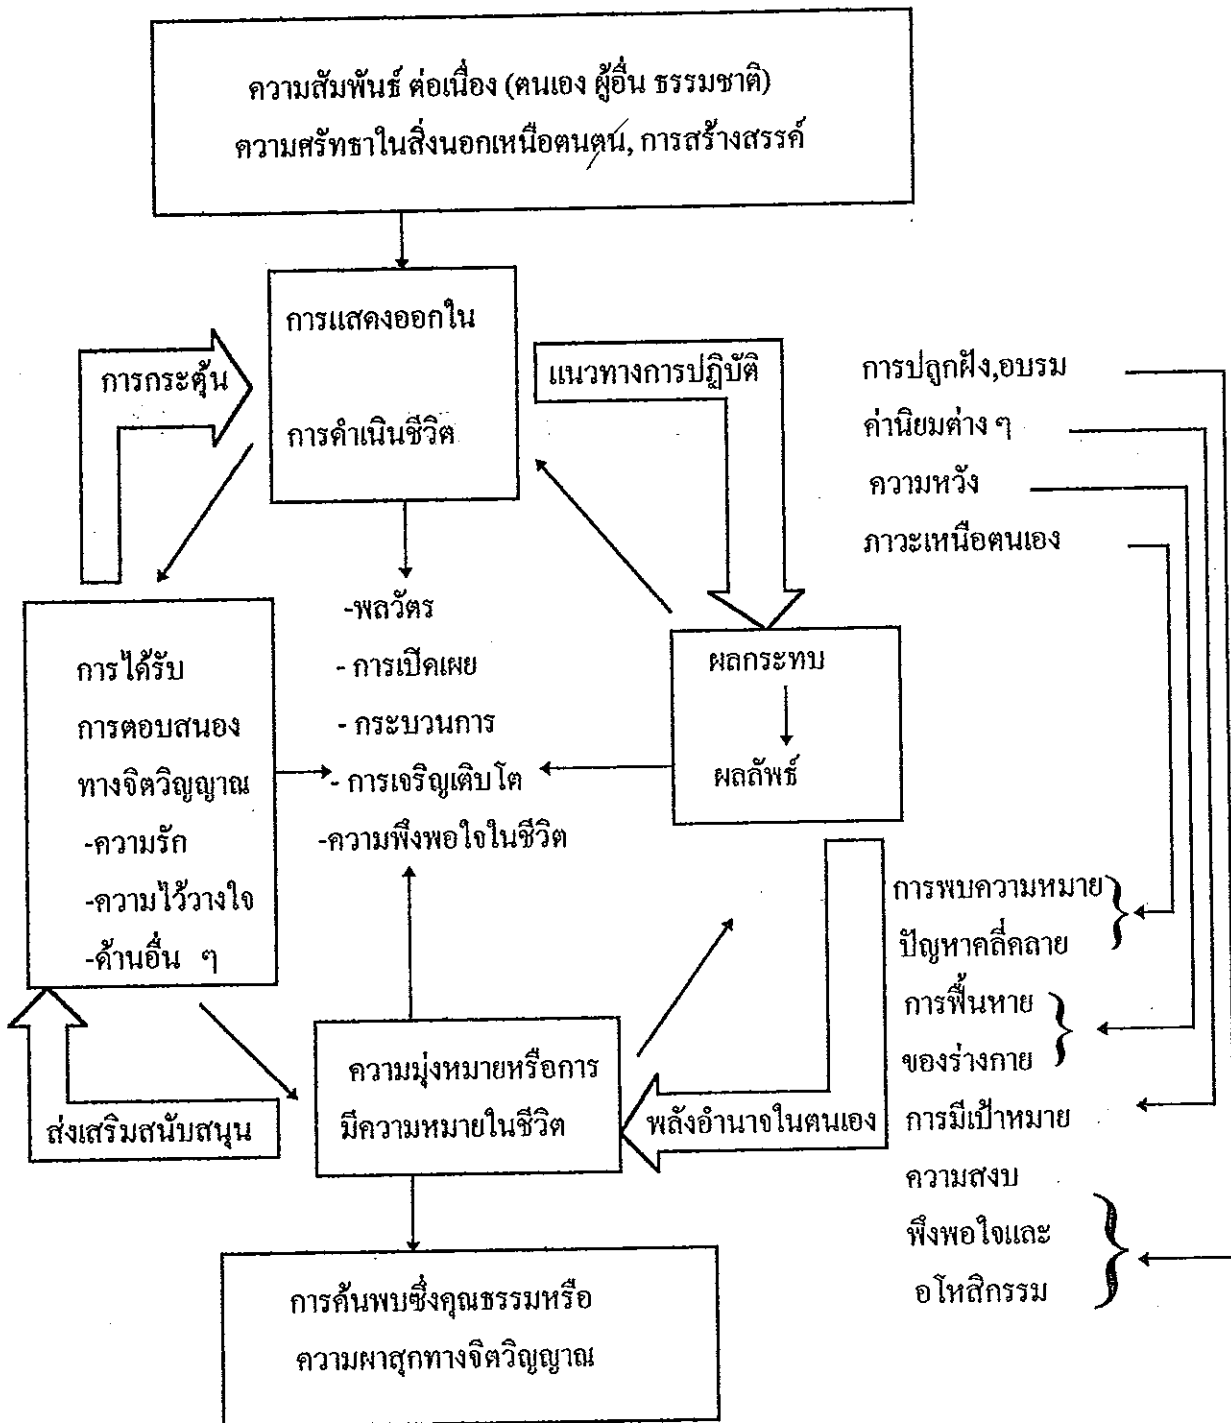 ความสัมพันธ์ ต่อเนื่อง (ตนเอง ผู้อื่น ธรรมชาติ)
ความศรัทธาในสิ่งนอกเหนือตนตน, การสร้างสรรค์
การแสดงออกใน
การดำเนินชีวิต
การกระตุ้น
แนวทางการปฏิบัติ
การปลูกฝัง,อบรม
ค่านิยมต่าง ๆ
ความหวัง
ภาวะเหนือตนเอง
การได้รับ
การตอบสนอง
ทางจิตวิญญาณ
-ความรัก
-ความไว้วางใจ
-ด้านอื่น ๆ
-พลวัตร
- การเปิดเผย
- กระบวนการ
- การเจริญเติบโต
-ความพึงพอใจในชีวิต
ผลกระทบ
ผลลัพธ์
การพบความหมาย
ปัญหาคลี่คลาย
การฟื้นหาย
ของร่างกาย
การมีเป้าหมาย
ความสงบ
พึงพอใจและ
อโหสิกรรม
ส่งเสริมสนับสนุน
ความมุ่งหมายหรือการ
มีความหมายในชีวิต
พลังอำนาจในตนเอง
การค้นพบซึ่งคุณธรรมหรือ
ความผาสุกทางจิตวิญญาณ